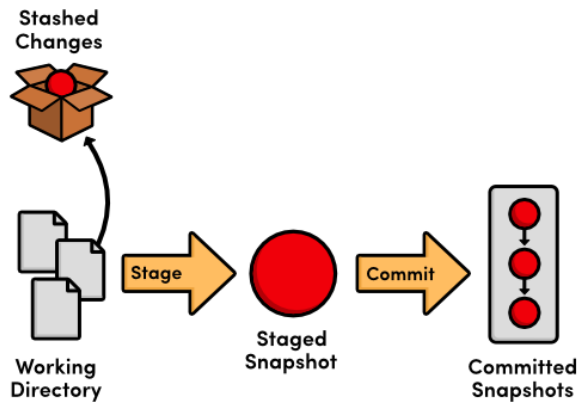 Stashed
Changes
Stage
Commit
Working
Directory
Staged
Snapshot
Committed
Snapshots